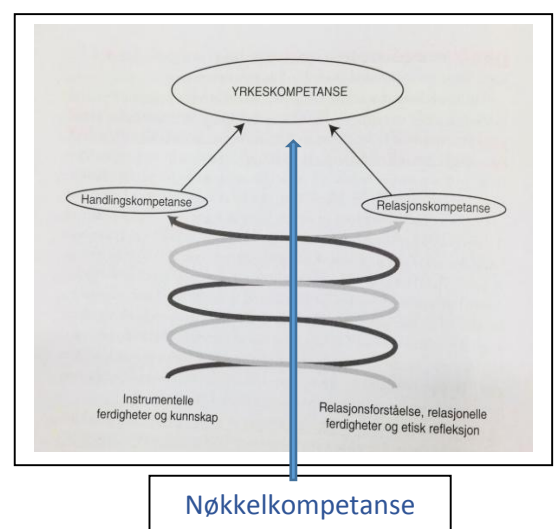 YRKESKOMPETANSE
Handlingskompetanse
Relasjonskompetanse
Instrumentelle
ferdigheter og kunnskap
Relasjonsforståelse, relasjonelle
ferdigheter og etisk refleksjon
Nøkkelkompetanse